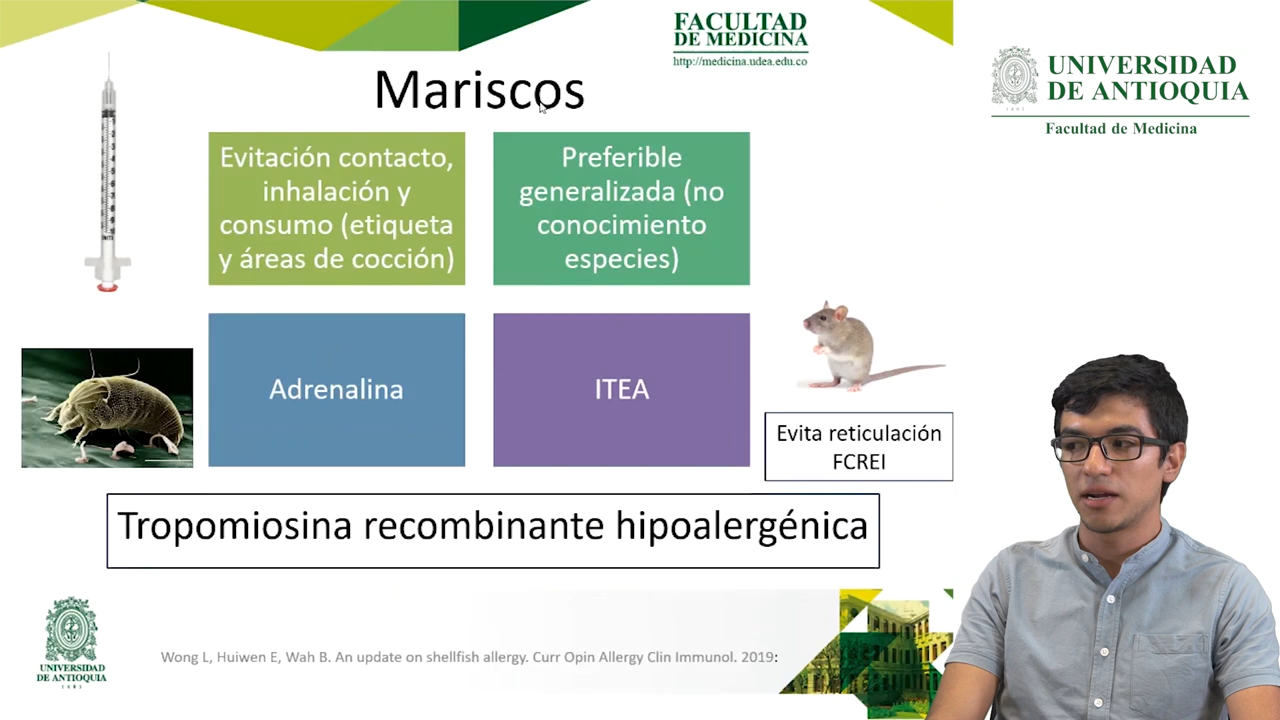 FACULTAD
DE MEDICINA
http://medicina.udea.edu.co
UNIVERSIDAD
DE ANTIOQUIA
Facultad de Medicina
Mariscos
Evitación contacto,
inhalación y
consumo (etiqueta
y áreas de cocción)
Preferible
generalizada (no
conocimiento
especies)
Adrenalina
ITEA
Evita reticulación
FCREI
Tropomiosina recombinante hipoalergénica
UNIVERSIDAD
DE ANTIOQUIA
1803
Wong L, Huiwen E, Wah B. An update on shellfish allergy. Curr Opin Allergy Clin Immunol. 2019: